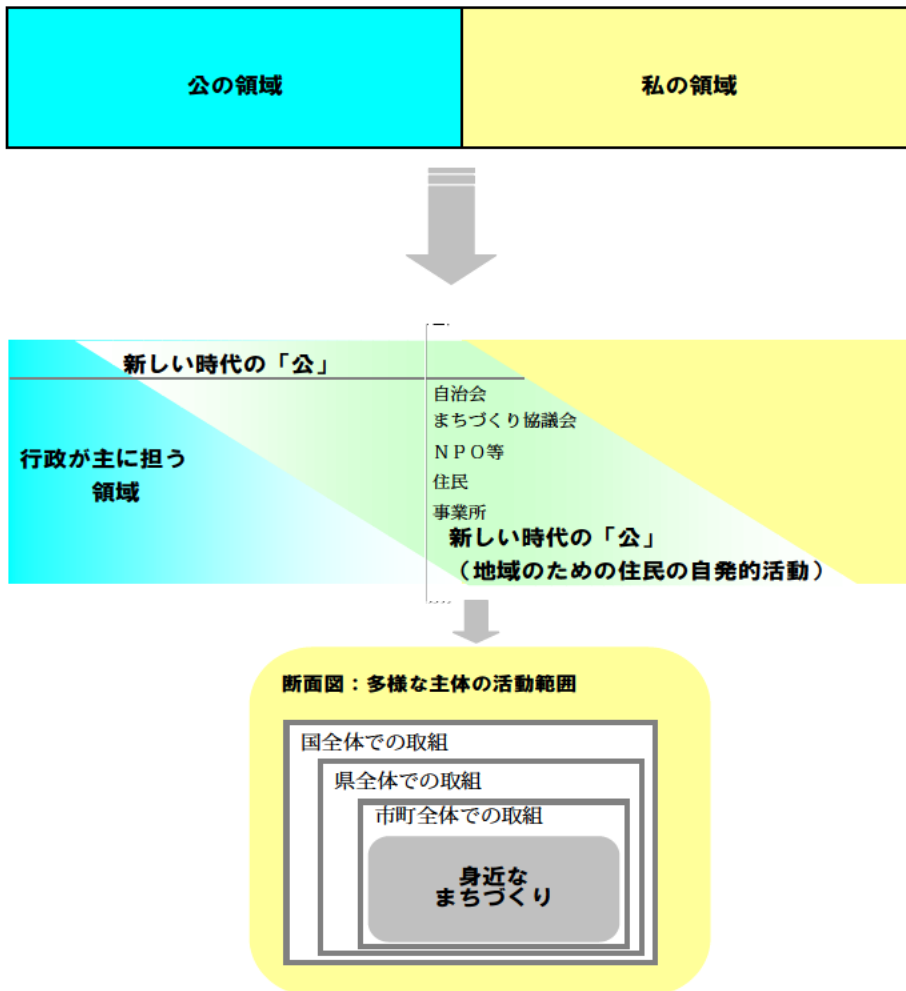 公の領域
私の領域
新しい時代の「公」
行政が主に担う
領域
自治会
まちづくり協議会
ＮＰＯ等
住民
事業所
新しい時代の「公」
（地域のための住民の自発的活動）
断面図：多様な主体の活動範囲
国全体での取組
県全体での取組
市町全体での取組
身近な
まちづくり